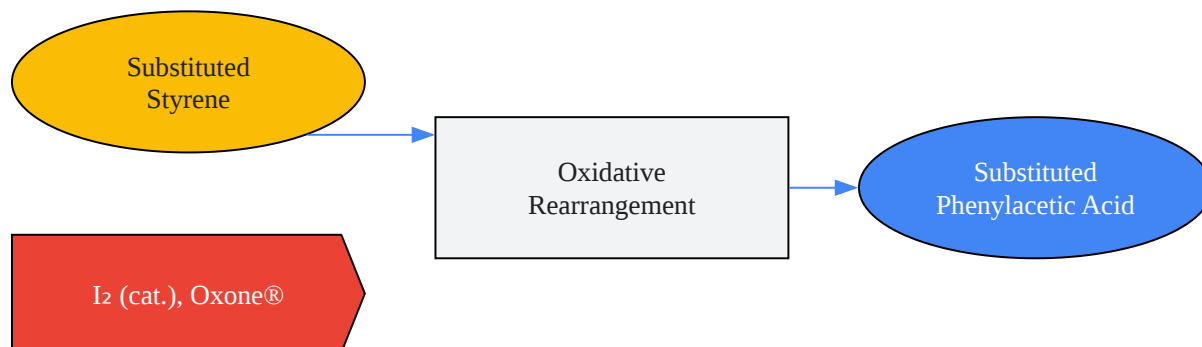 Substituted
Styrene
Oxidative
Rearrangement
Substituted
Phenylacetic Acid
I₂ (cat.), Oxone®